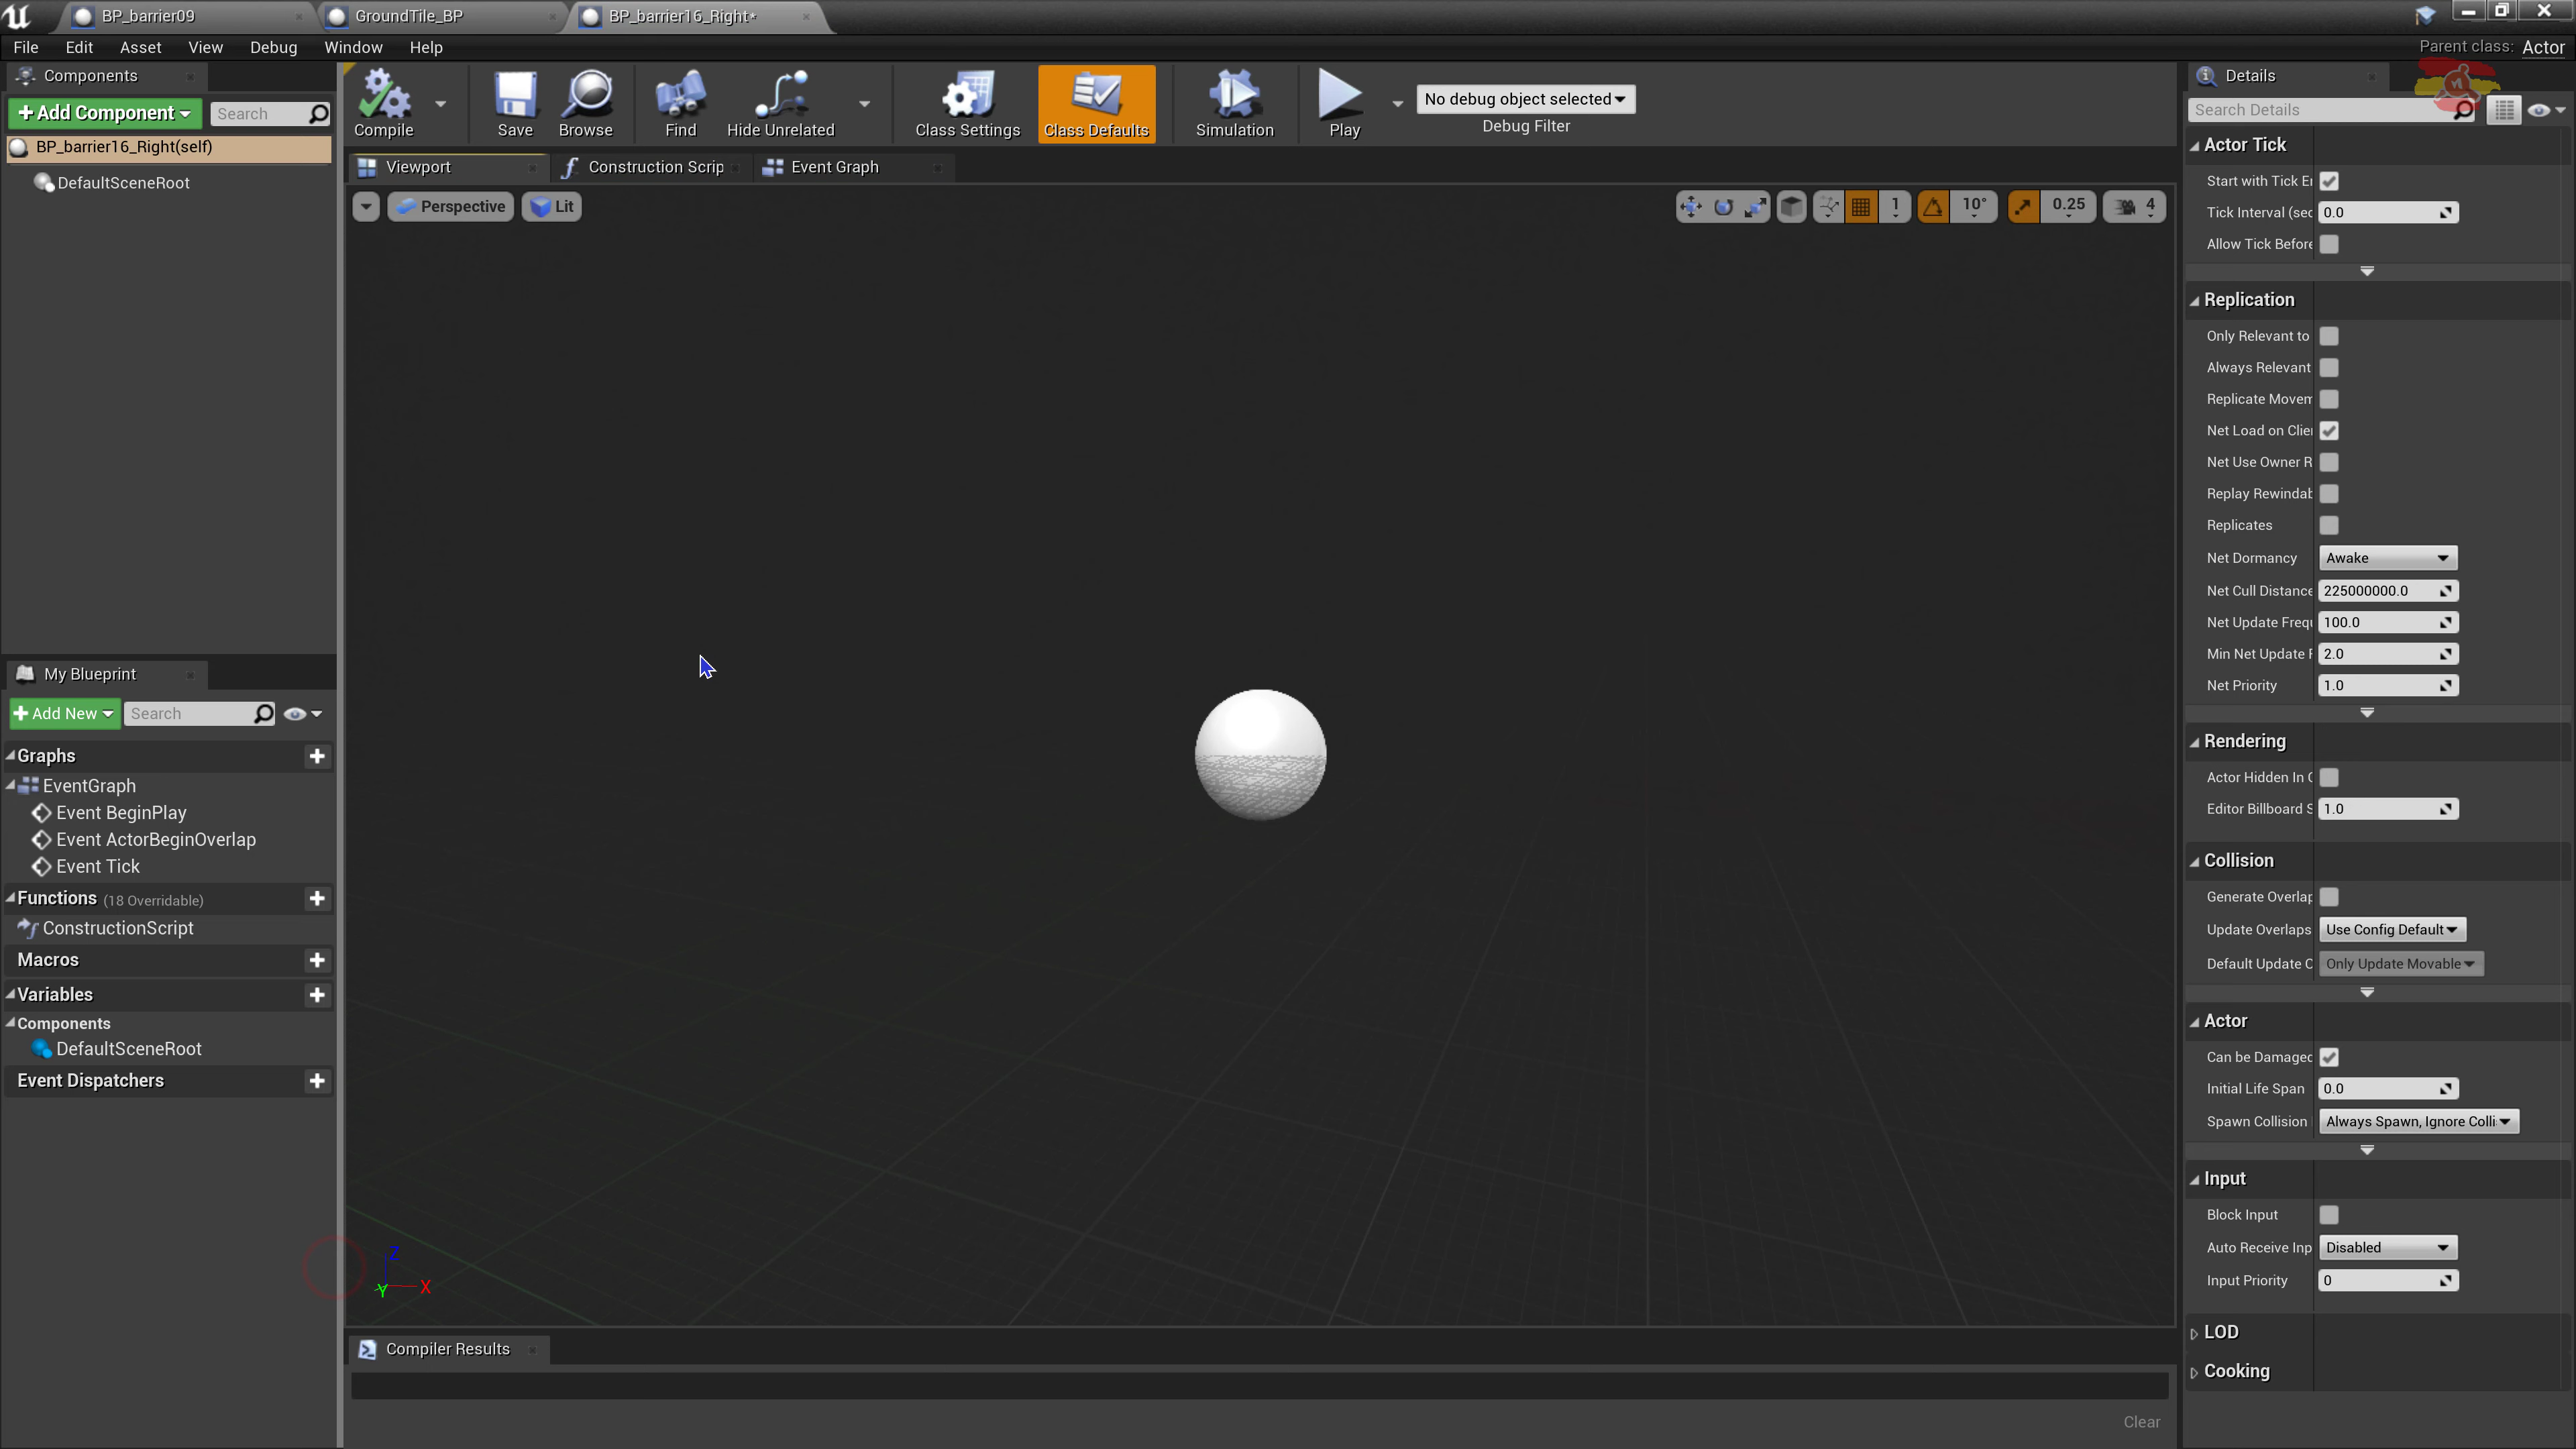 BP_barrier09
GroundTile_BP
BP_barrier16_Right*
File Edit Asset View Debug Window Help
Parent class: Actor
Components
Add Component
Search
BP_barrier16_Right(self)
DefaultSceneRoot
My Blueprint
Add New
Search
Graphs
EventGraph
Event BeginPlay
Event ActorBeginOverlap
Event Tick
Functions (18 Overridable)
ConstructionScript
Macros
Variables
Components
DefaultSceneRoot
Event Dispatchers
Compile
Save
Browse
Find
Hide Unrelated
Class Settings
Class Defaults
Simulation
Play
No debug object selected
Debug Filter
Viewport
Construction Scrip
Event Graph
Perspective
Lit
1
10°
0.25
4
Z
Y
X
Compiler Results
Clear
Details
Search Details
Actor Tick
Start with Tick E
Tick Interval (sec 0.0
Allow Tick Before
Replication
Only Relevant to
Always Relevant
Replicate Movem
Net Load on Clie
Net Use Owner R
Replay Rewindab
Replicates
Net Dormancy Awake
Net Cull Distance 225000000.0
Net Update Frequ 100.0
Min Net Update F 2.0
Net Priority 1.0
Rendering
Actor Hidden In G
Editor Billboard S 1.0
Collision
Generate Overlap
Update Overlaps Use Config Default
Default Update O Only Update Movable
Actor
Can be Damaged
Initial Life Span 0.0
Spawn Collision Always Spawn, Ignore Colli
Input
Block Input
Auto Receive Inp Disabled
Input Priority 0
LOD
Cooking